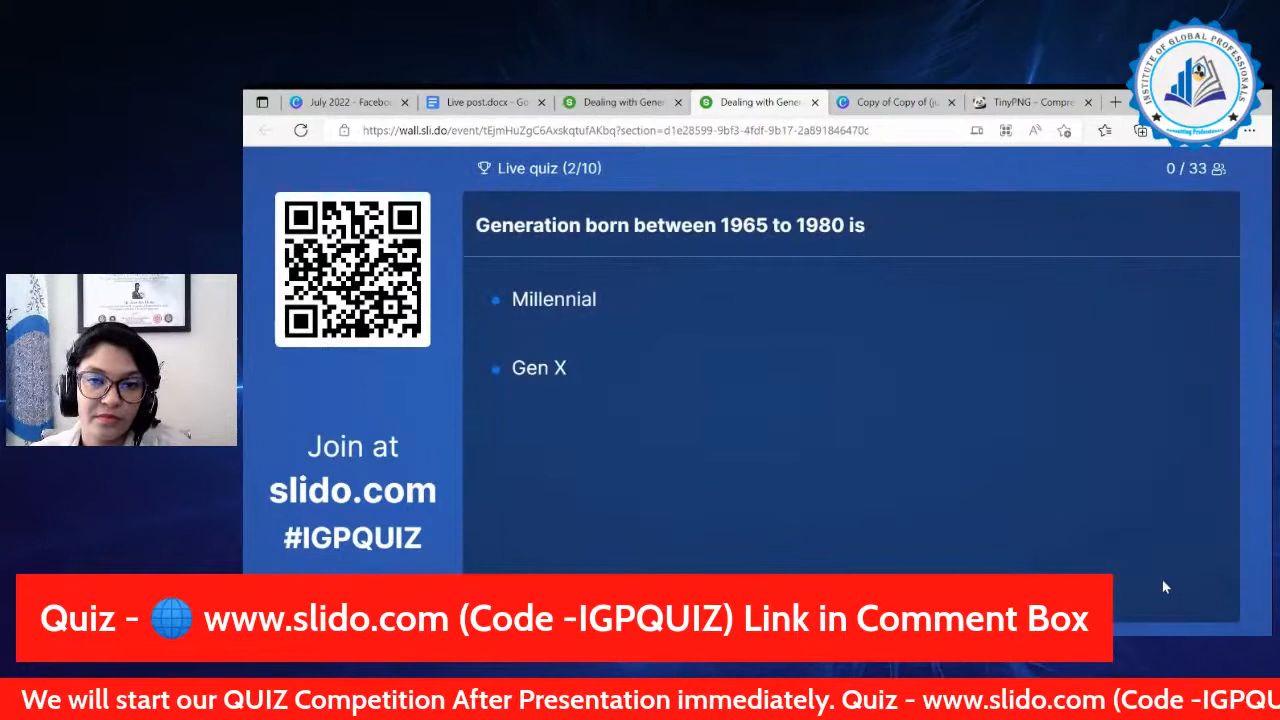 July 2022 - Facebo
Live post.docx - Go
Dealing with Gener
Dealing with Gene
Copy of Copy of (ju
TinyPNG – Compre
https://wall.sli.do/event/tEjmHuZgC6AxskqtufAKbq?section=d1e28599-9bf3-4fdf-9b17-2a891846470c
INSTITUTE OF GLOBAL PROFESSIONALS
Live quiz (2/10)
0 / 33
Generation born between 1965 to 1980 is
Millennial
Gen X
Join at
slido.com
#IGPQUIZ
Quiz - 🌐 www.slido.com (Code -IGPQUIZ) Link in Comment Box
We will start our QUIZ Competition After Presentation immediately. Quiz - www.slido.com (Code -IGPQU